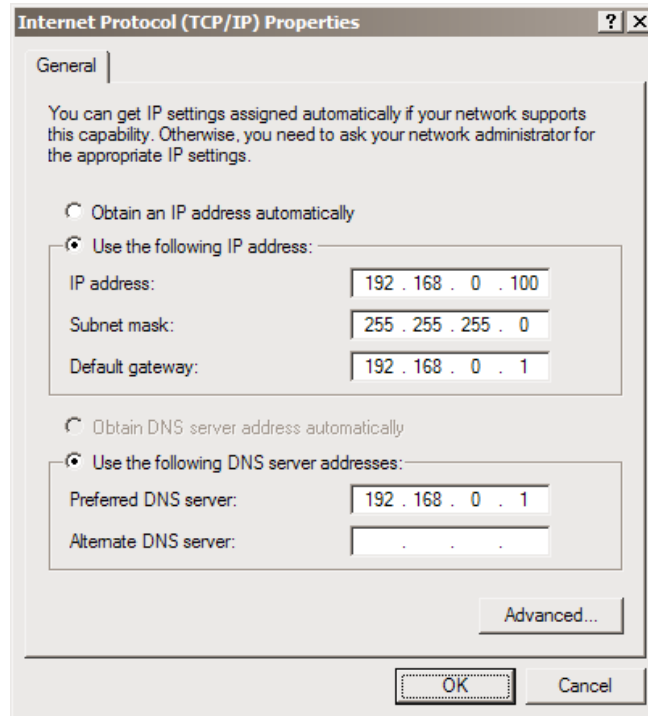 Internet Protocol (TCP/IP) Properties
General
You can get IP settings assigned automatically if your network supports
this capability. Otherwise, you need to ask your network administrator for
the appropriate IP settings.
Obtain an IP address automatically
Use the following IP address:
IP address: 192 . 168 . 0 . 100
Subnet mask: 255 . 255 . 255 . 0
Default gateway: 192 . 168 . 0 . 1
Obtain DNS server address automatically
Use the following DNS server addresses:
Preferred DNS server: 192 . 168 . 0 . 1
Alternate DNS server: . . .
Advanced...
OK Cancel